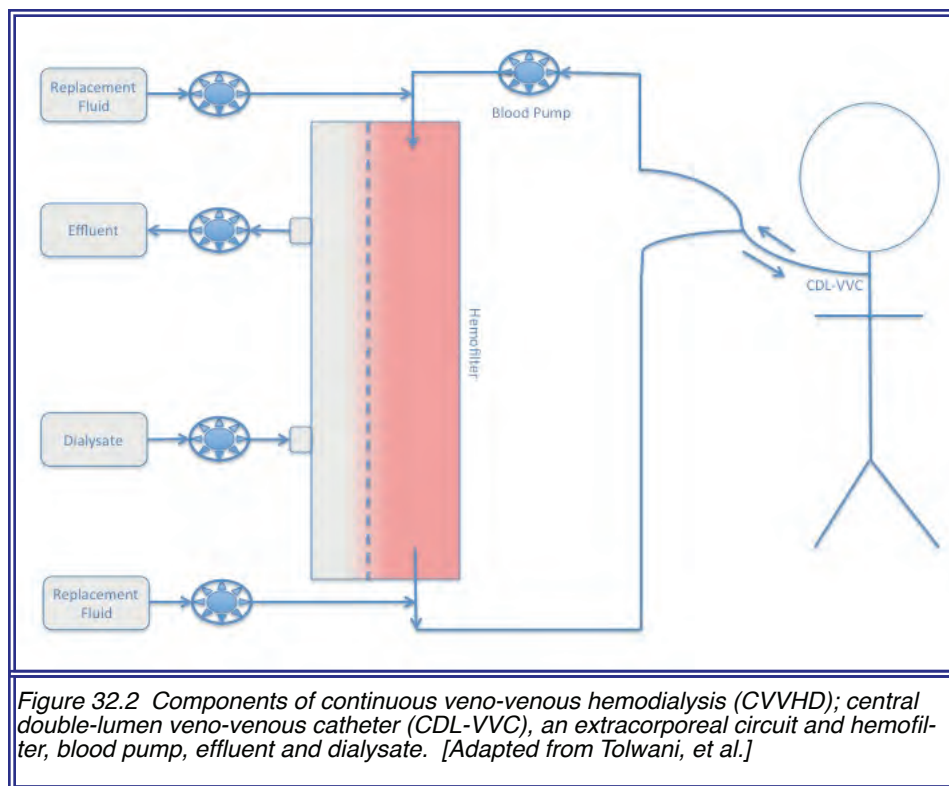 Replacement
Fluid
Blood Pump
Effluent
CDL-VVC
Hemofilter
Dialysate
Replacement
Fluid
Figure 32.2 Components of continuous veno-venous hemodialysis (CVVHD); central
double-lumen veno-venous catheter (CDL-VVC), an extracorporeal circuit and hemofil-
ter, blood pump, effluent and dialysate. [Adapted from Tolwani, et al.]